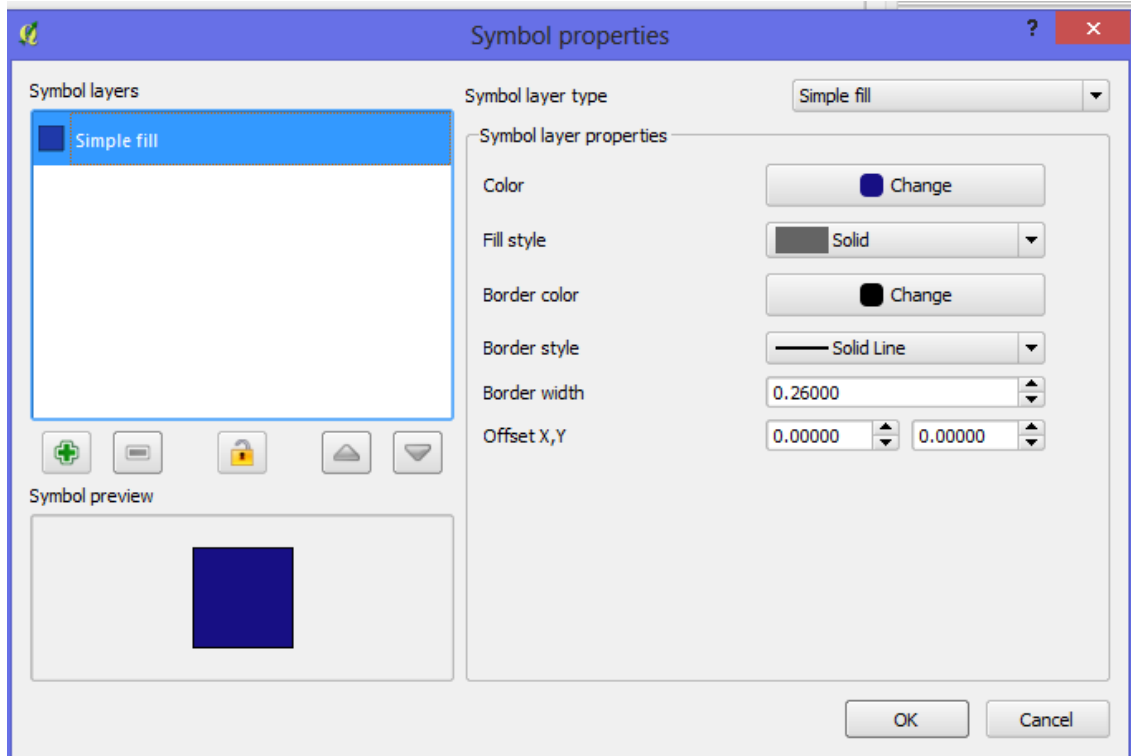 Symbol properties
?
Symbol layers
Simple fill
Symbol preview
Symbol layer type
Simple fill
Symbol layer properties
Color
Change
Fill style
Solid
Border color
Change
Border style
Solid Line
Border width
0.26000
Offset X,Y
0.00000
0.00000
OK
Cancel